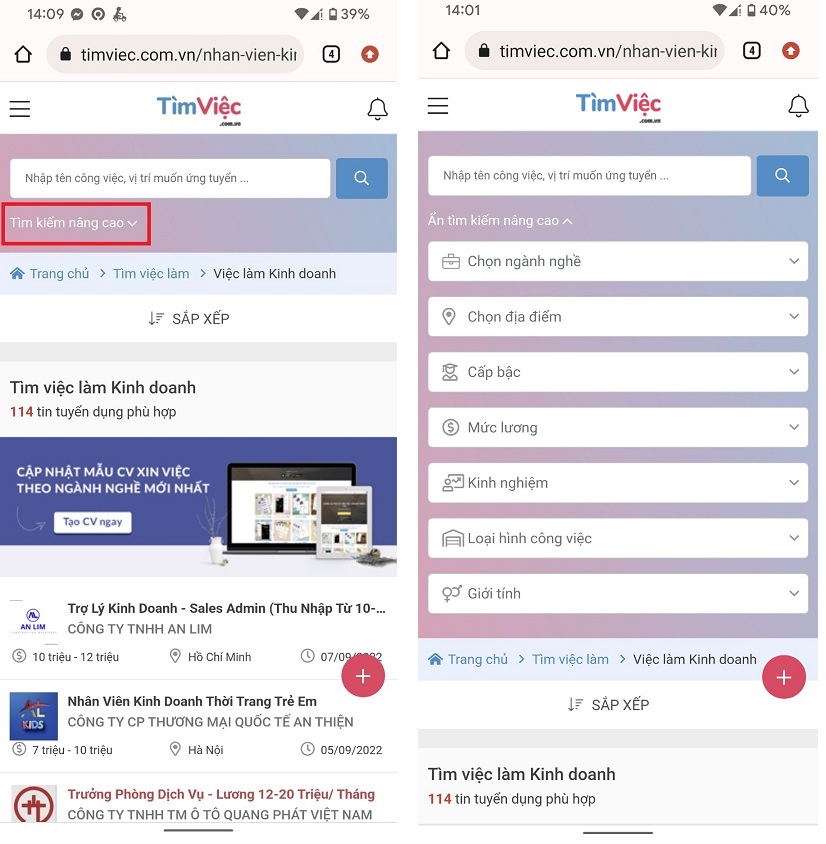 14:09
39%
timviec.com.vn/nhan-vien-kir
4
TìmViệc
.com.vn
Nhập tên công việc, vị trí muốn ứng tuyển ...
Tìm kiếm nâng cao
Trang chủ > Tìm việc làm > Việc làm Kinh doanh
SẮP XẾP
Tìm việc làm Kinh doanh
114 tin tuyển dụng phù hợp
CẬP NHẬT MẪU CV XIN VIỆC
THEO NGÀNH NGHỀ MỚI NHẤT
Tạo CV ngay
AN LIM
Trợ Lý Kinh Doanh - Sales Admin (Thu Nhập Từ 10-...
CÔNG TY TNHH AN LIM
10 triệu - 12 triệu
Hồ Chí Minh
07/09/2022
+
AL
KIDS
Nhân Viên Kinh Doanh Thời Trang Trẻ Em
CÔNG TY CP THƯƠNG MẠI QUỐC TẾ AN THIỆN
7 triệu - 10 triệu
Hà Nội
05/09/2022
Trưởng Phòng Dịch Vụ - Lương 12-20 Triệu/ Tháng
CÔNG TY TNHH TM Ô TÔ QUANG PHÁT VIỆT NAM
14:01
40%
timviec.com.vn/nhan-vien-kir
4
TìmViệc
.com.vn
Nhập tên công việc, vị trí muốn ứng tuyển ...
Ẩn tìm kiếm nâng cao
Chọn ngành nghề
Chọn địa điểm
Cấp bậc
Mức lương
Kinh nghiệm
Loại hình công việc
Giới tính
Trang chủ > Tìm việc làm > Việc làm Kinh doanh
+
SẮP XẾP
Tìm việc làm Kinh doanh
114 tin tuyển dụng phù hợp